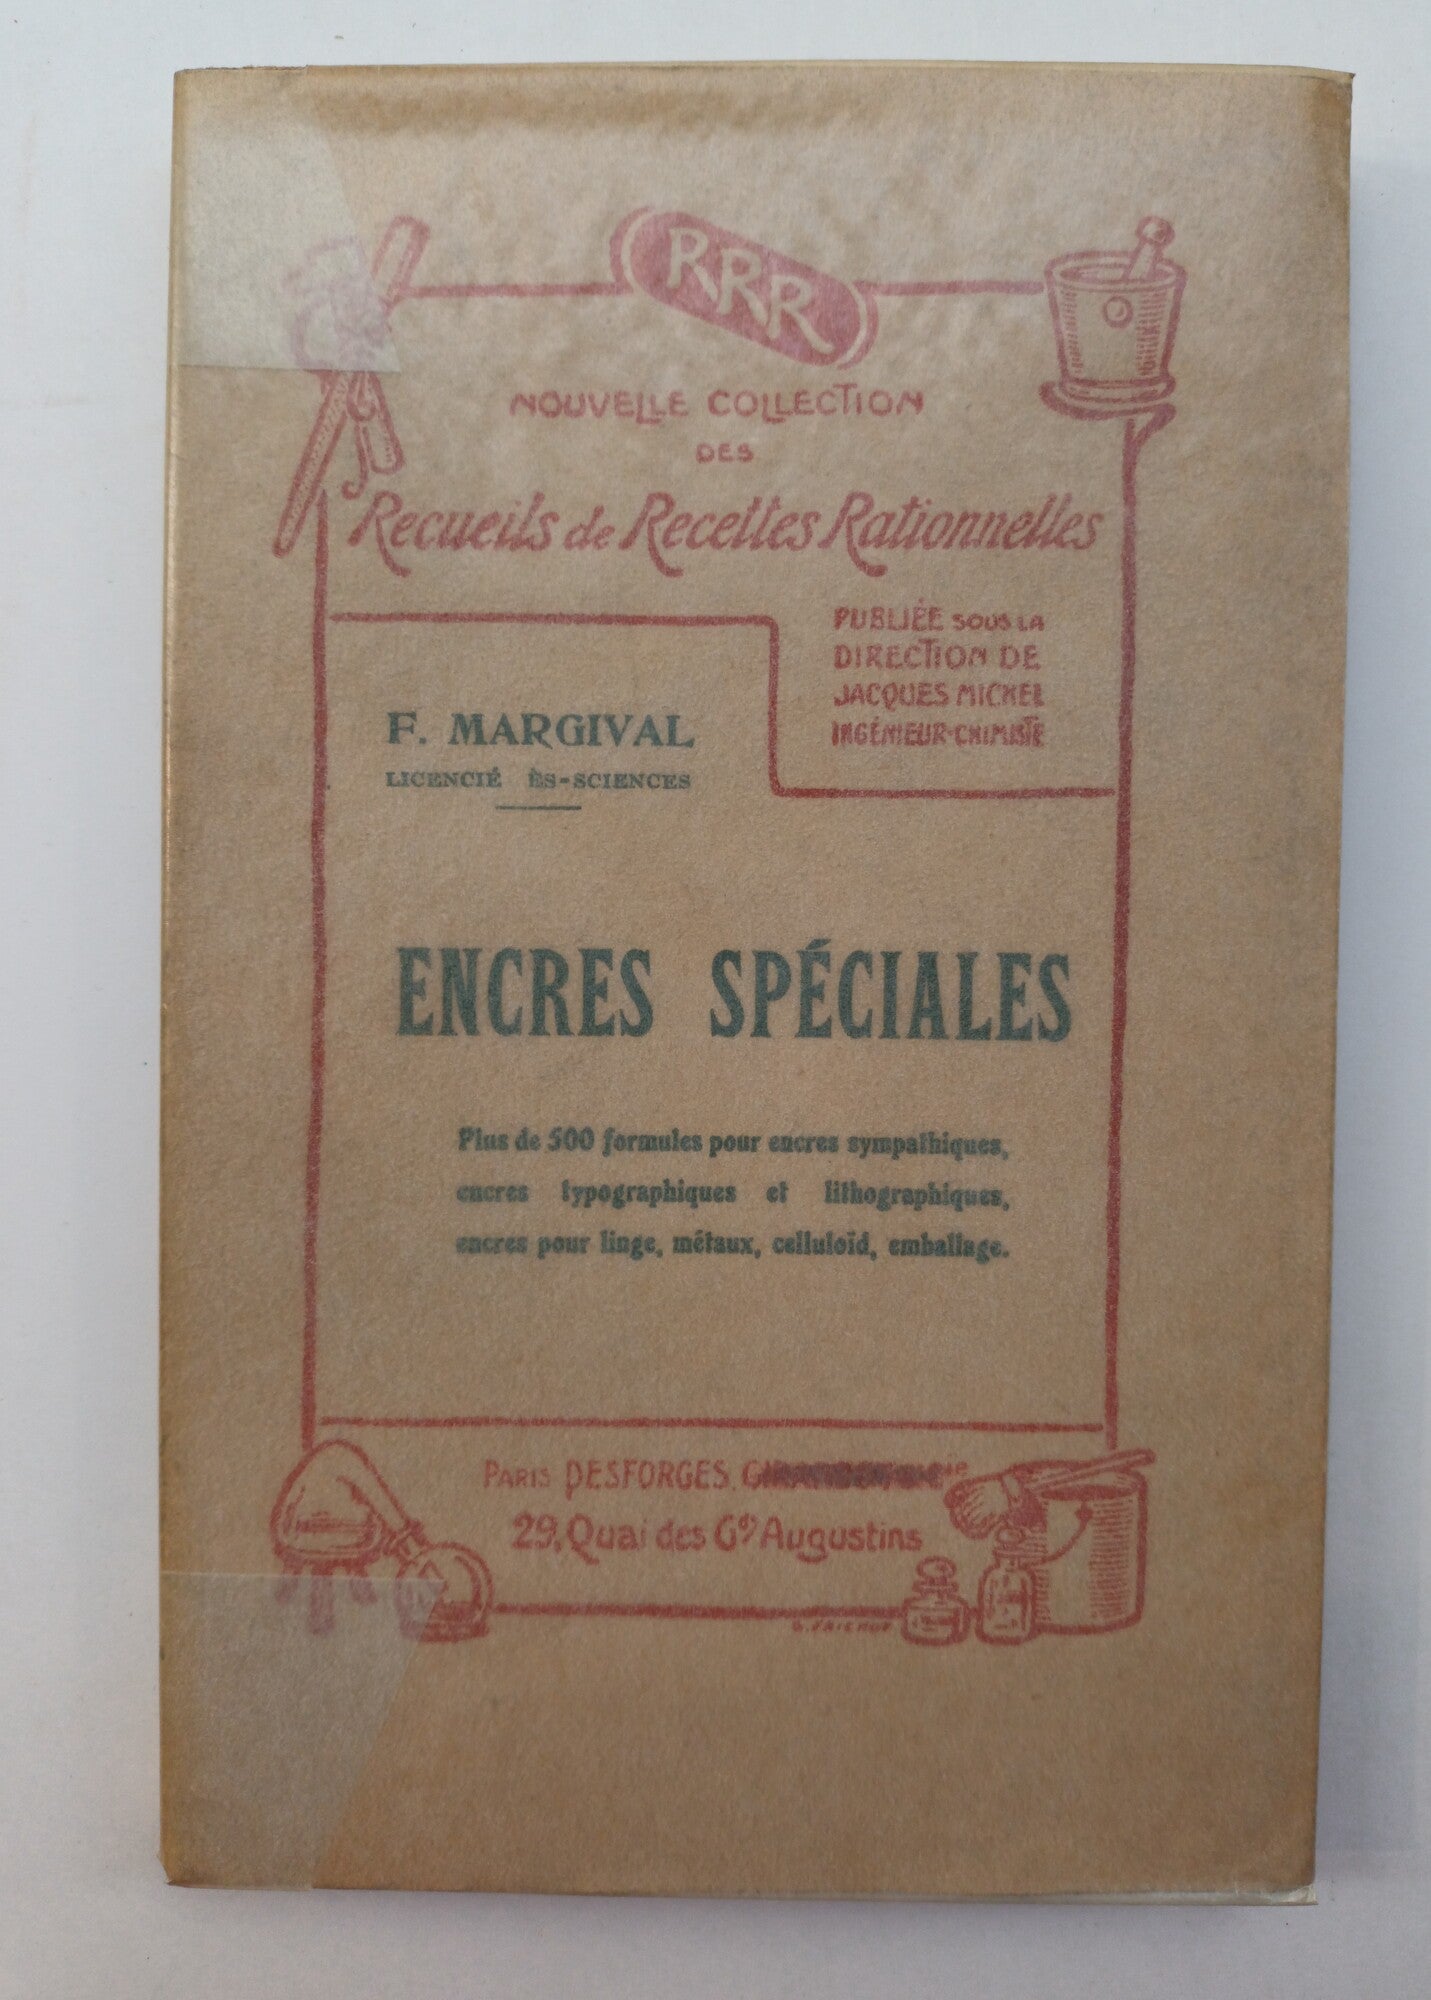 RRR
NOUVELLE COLLECTION
DES
Recueils de Recettes Rationnelles
PUBLIÉE SOUS LA
DIRECTION DE
JACQUES MICHEL
INGÉNIEUR-CHIMISTE
F. MARGIVAL
LICENCIÉ ÈS-SCIENCES
ENCRES SPÉCIALES
Plus de 500 formules pour encres sympathiques,
encres typographiques et lithographiques,
encres pour linge, métaux, celluloïd, emballage.
PARIS DESFORGES
29, Quai des Gds Augustins